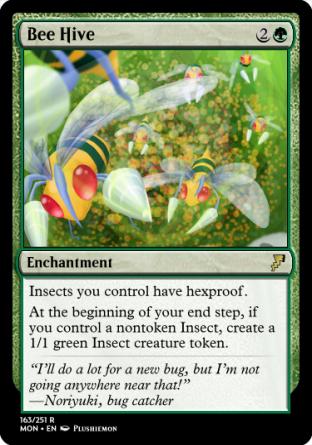 Bee Hive 2
Enchantment
Insects you control have hexproof.
At the beginning of your end step, if
you control a nontoken Insect, create a
1/1 green Insect creature token.
“I’ll do a lot for a new bug, but I’m not
going anywhere near that!”
—Noriyuki, bug catcher
163/251 R
MON • EN Plushiemon